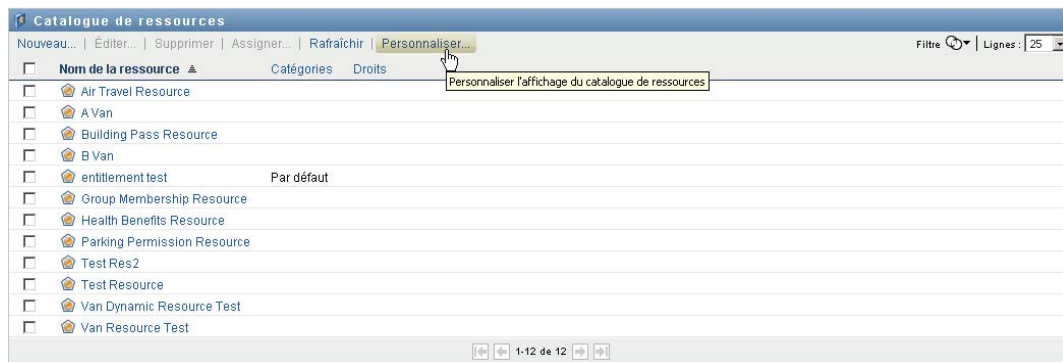 Catalogue de ressources
Nouveau... | Éditer... | Supprimer | Assigner... | Rafraîchir | Personnaliser... Filtre | Lignes : 25
Nom de la ressource Catégories Droits
Personnaliser l'affichage du catalogue de ressources
Air Travel Resource
A Van
Building Pass Resource
B Van
entitlement test Par défaut
Group Membership Resource
Health Benefits Resource
Parking Permission Resource
Test Res2
Test Resource
Van Dynamic Resource Test
Van Resource Test
1-12 de 12